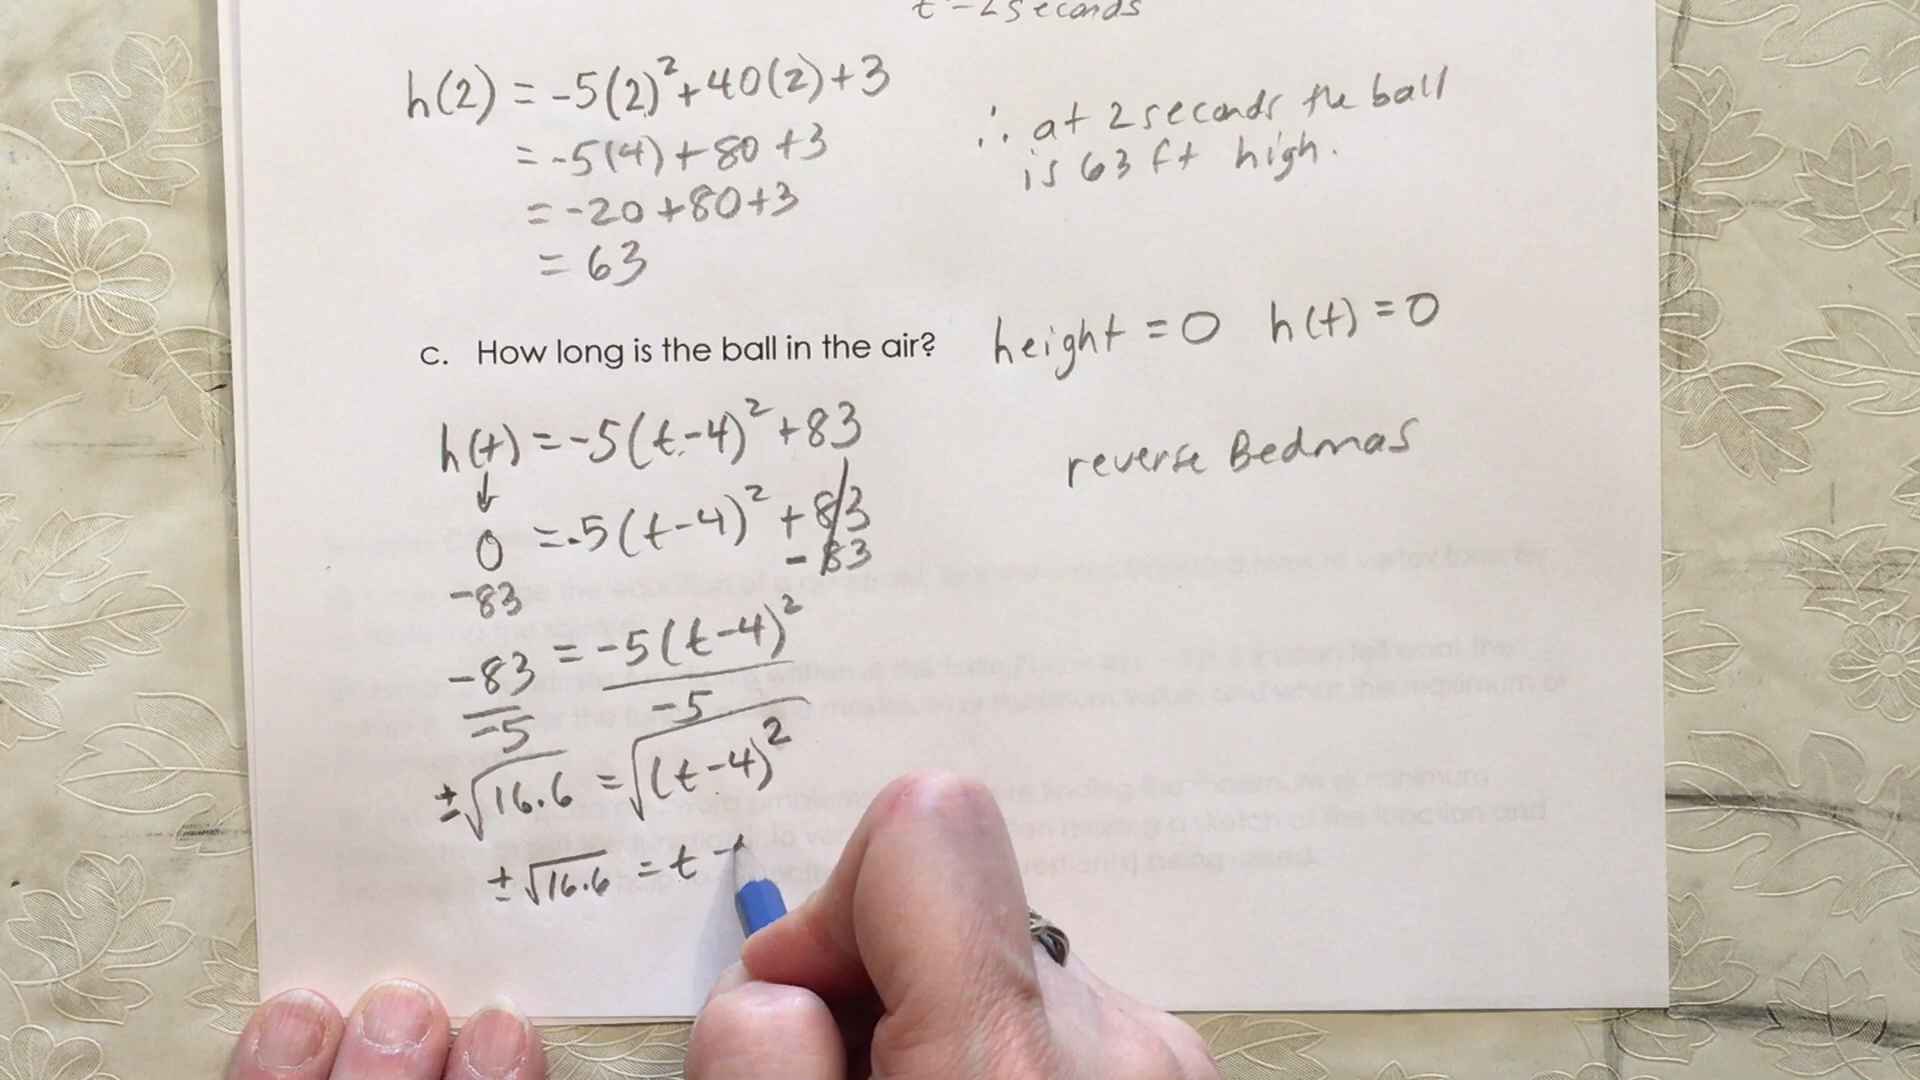 t = 2 seconds
h(2) = -5(2)² + 40(2) + 3
= -5(4) + 80 + 3
= -20 + 80 + 3
= 63
∴ at 2 seconds the ball
is 63 ft high.
c. How long is the ball in the air?
height = 0 h(t) = 0
h(t) = -5(t-4)² + 83
reverse Bedmas
0 = -5(t-4)² + 83
-83 -83
-83 = -5(t-4)²
-5 -5
±√16.6 = √(t-4)²
±√16.6 = t -